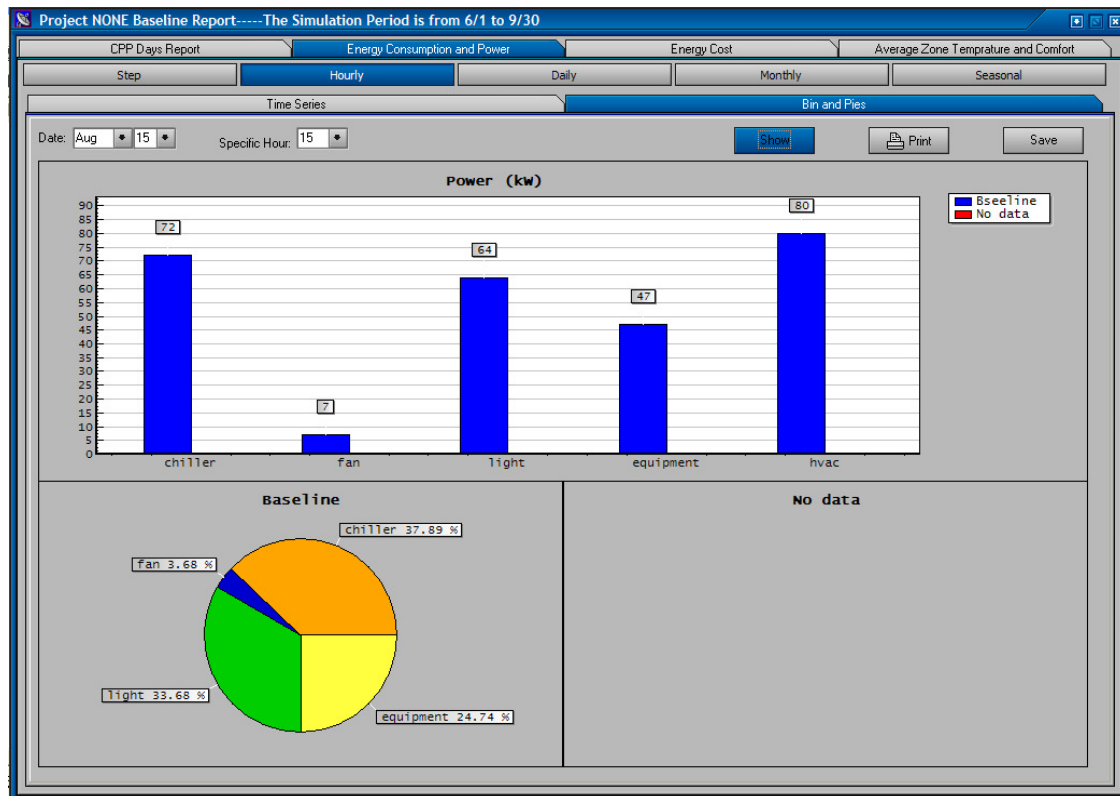 Project NONE Baseline Report-----The Simulation Period is from 6/1 to 9/30
CPP Days Report Energy Consumption and Power Energy Cost Average Zone Temprature and Comfort
Step Hourly Daily Monthly Seasonal
Time Series Bin and Pies
Date: Aug 15 Specific Hour: 15 Show Print Save
Power (kw)
Bseeline
No data
90
85
80
75
70
65
60
55
50
45
40
35
30
25
20
15
10
5
0
72
7
64
47
80
chiller fan light equipment hvac
Baseline
chiller 37.89 %
fan 3.68 %
light 33.68 %
equipment 24.74 %
No data